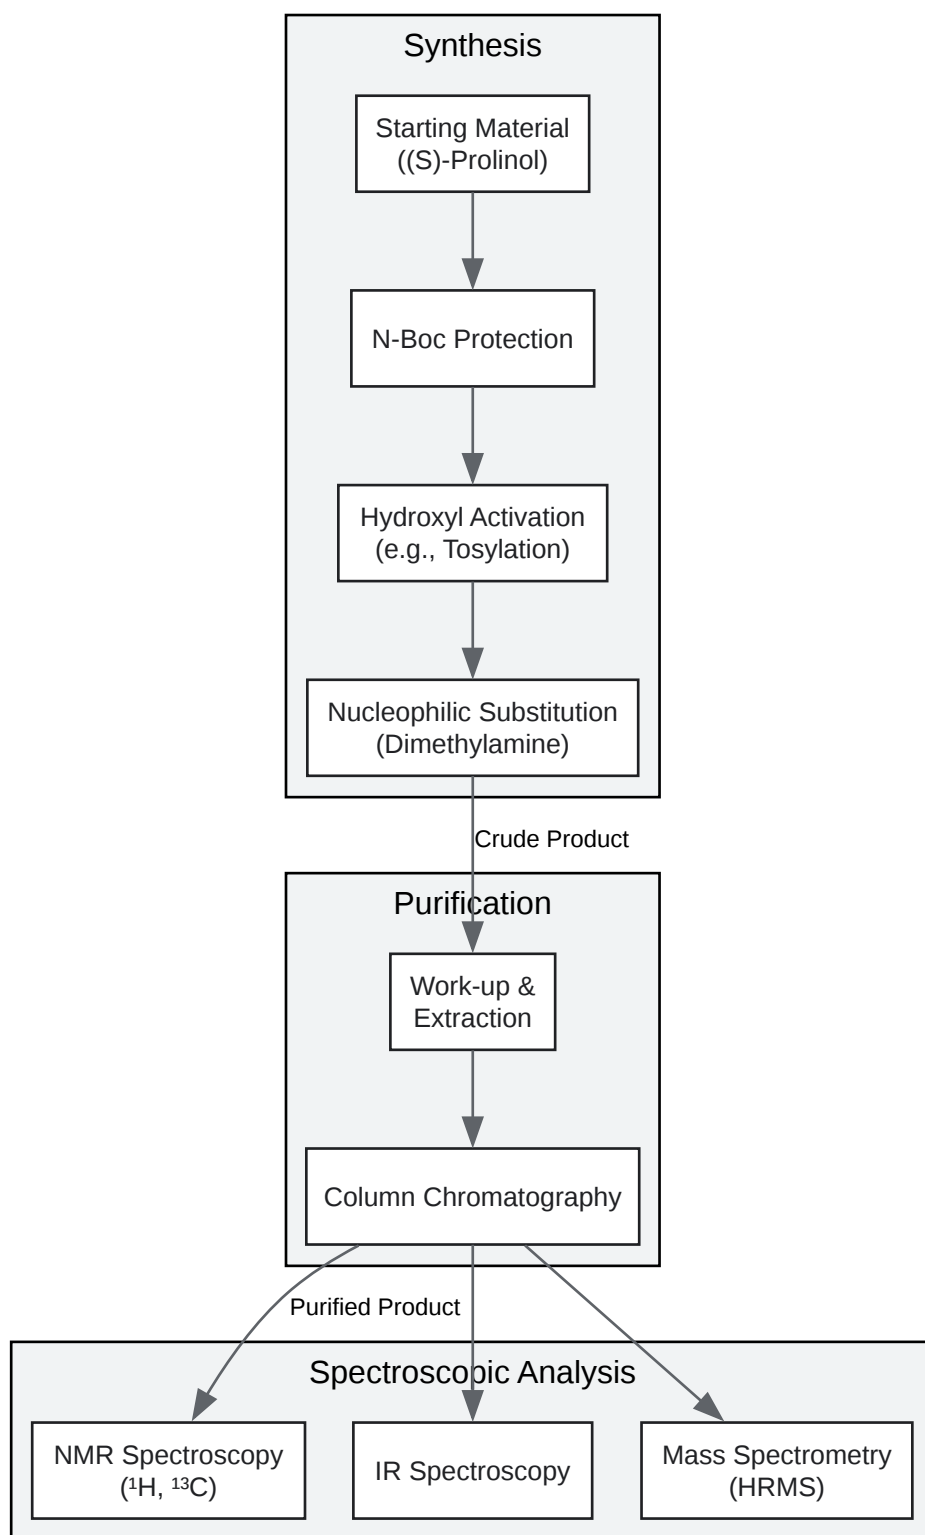 Synthesis
Starting Material
((S)-Prolinol)
N-Boc Protection
Hydroxyl Activation
(e.g., Tosylation)
Nucleophilic Substitution
(Dimethylamine)
Crude Product
Purification
Work-up &
Extraction
Column Chromatography
Purified Product
Spectroscopic Analysis
NMR Spectroscopy
(¹H, ¹³C)
IR Spectroscopy
Mass Spectrometry
(HRMS)